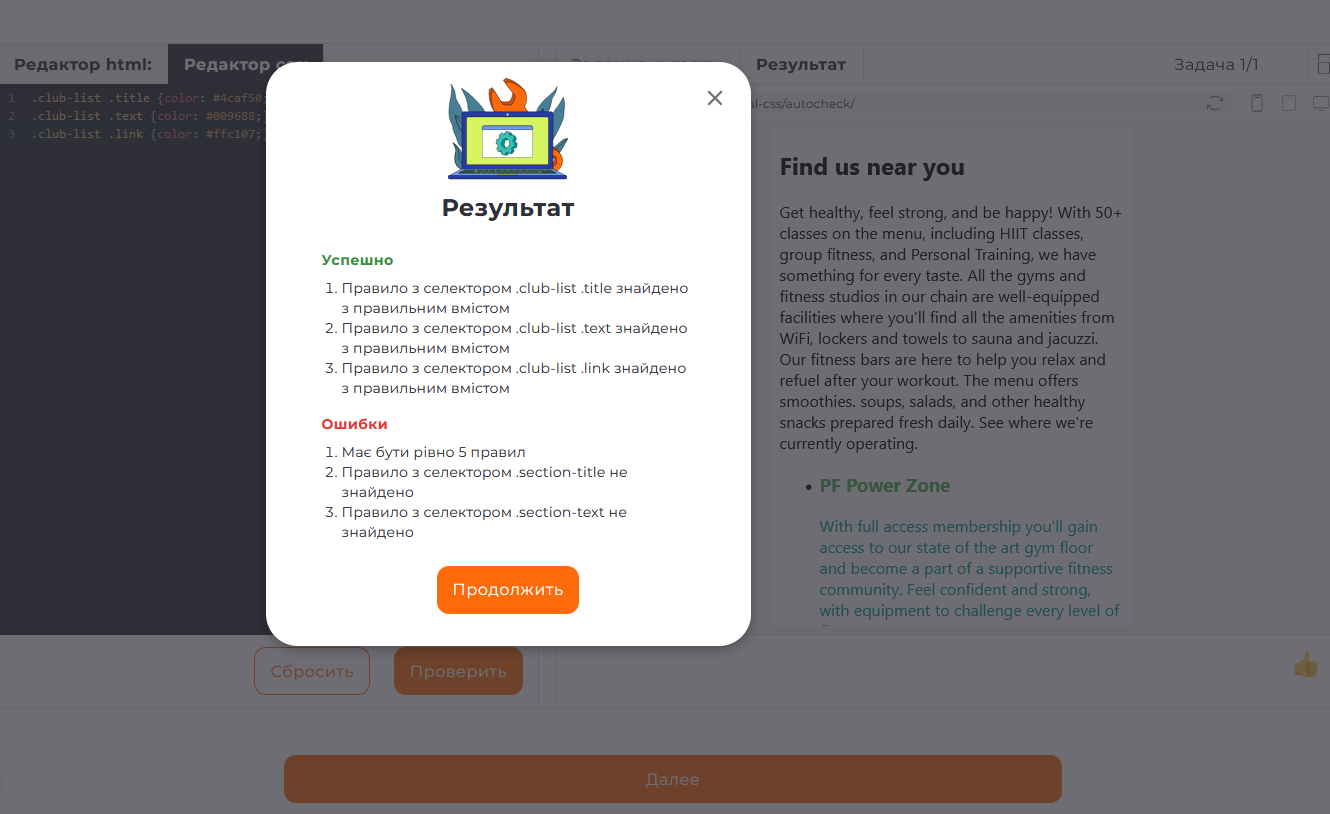 Редактор html:
Редактор css:
Результат
Задача 1/1
1 .club-list .title {color: #4caf50;
2 .club-list .text {color: #009688;}
3 .club-list .link {color: #ffc107;}
l-css/autocheck/
Результат
Успешно
1. Правило з селектором .club-list .title знайдено
з правильним вмістом
2. Правило з селектором .club-list .text знайдено
з правильним вмістом
3. Правило з селектором .club-list .link знайдено
з правильним вмістом
Ошибки
1. Має бути рівно 5 правил
2. Правило з селектором .section-title не
знайдено
3. Правило з селектором .section-text не
знайдено
Продолжить
Find us near you
Get healthy, feel strong, and be happy! With 50+
classes on the menu, including HIIT classes,
group fitness, and Personal Training, we have
something for every taste. All the gyms and
fitness studios in our chain are well-equipped
facilities where you'll find all the amenities from
WiFi, lockers and towels to sauna and jacuzzi.
Our fitness bars are here to help you relax and
refuel after your workout. The menu offers
smoothies. soups, salads, and other healthy
snacks prepared fresh daily. See where we're
currently operating.
PF Power Zone
With full access membership you'll gain
access to our state of the art gym floor
and become a part of a supportive fitness
community. Feel confident and strong,
with equipment to challenge every level of
Сбросить
Проверить
Далее